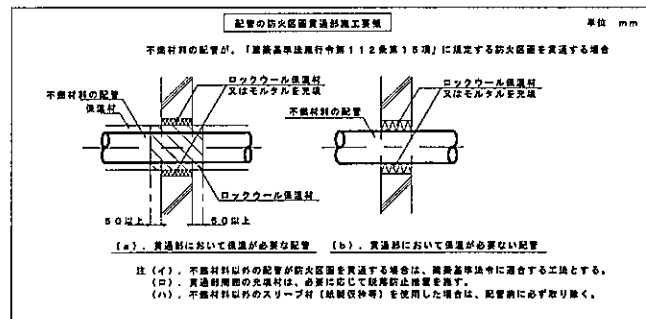 配管の防火区画貫通部施工要領
単位 mm
不燃材料の配管が、「建築基準法施行令第112条第15項」に規定する防火区画を貫通する場合
ロックウール保温材
又はモルタルを充填
不燃材料の配管
保温材
ロックウール保温材
50以上
50以上
(a). 貫通部において保温が必要な配管
ロックウール保温材
又はモルタルを充填
不燃材料の配管
(b). 貫通部において保温が必要ない配管
注(イ). 不燃材料以外の配管が防火区画を貫通する場合は、建築基準法令に適合する工法とする。
(ロ). 貫通部周囲の充填材は、必要に応じて脱落防止措置を施す。
(ハ). 不燃材料以外のスリーブ材(紙製仮枠等)を使用した場合は、配管前に必ず取り除く。